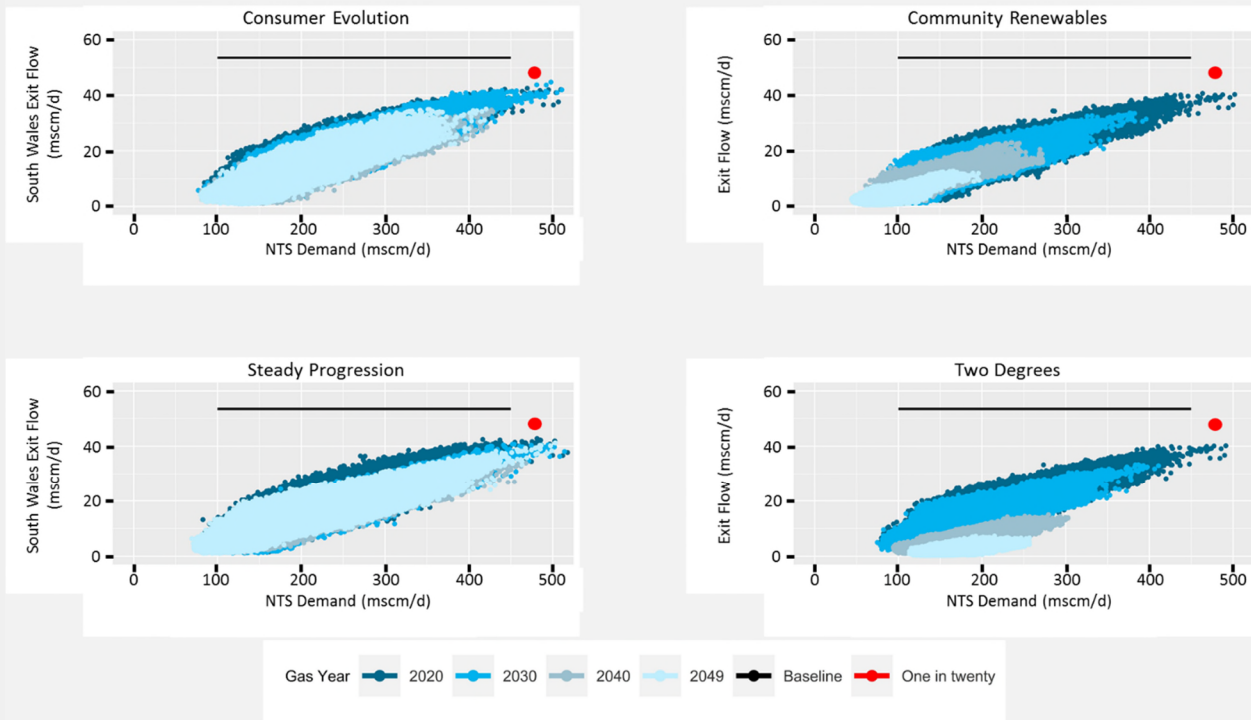 Consumer Evolution
South Wales Exit Flow
(mscm/d)
60
40
20
0
0 100 200 300 400 500
NTS Demand (mscm/d)
Community Renewables
Exit Flow (mscm/d)
60
40
20
0
0 100 200 300 400 500
NTS Demand (mscm/d)
Steady Progression
South Wales Exit Flow
(mscm/d)
60
40
20
0
0 100 200 300 400 500
NTS Demand (mscm/d)
Two Degrees
Exit Flow (mscm/d)
60
40
20
0
0 100 200 300 400 500
NTS Demand (mscm/d)
Gas Year 2020 2030 2040 2049 Baseline One in twenty